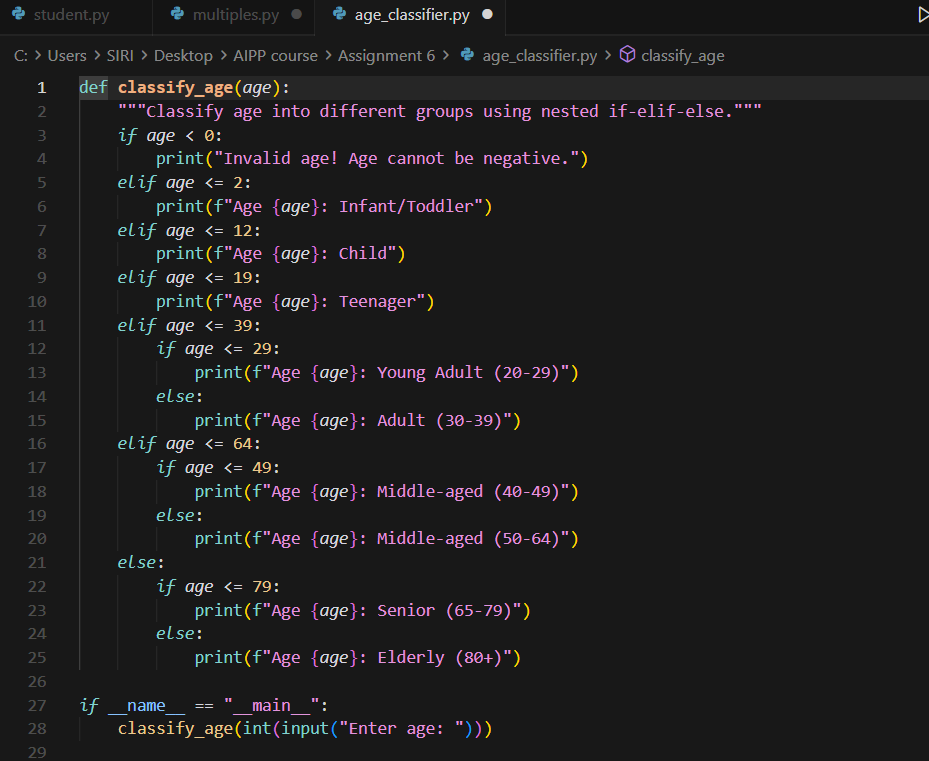 student.py multiples.py age_classifier.py
C: > Users > SIRI > Desktop > AIPP course > Assignment 6 > age_classifier.py > classify_age
1 def classify_age(age):
2     """Classify age into different groups using nested if-elif-else."""
3     if age < 0:
4         print("Invalid age! Age cannot be negative.")
5     elif age <= 2:
6         print(f"Age {age}: Infant/Toddler")
7     elif age <= 12:
8         print(f"Age {age}: Child")
9     elif age <= 19:
10         print(f"Age {age}: Teenager")
11     elif age <= 39:
12         if age <= 29:
13             print(f"Age {age}: Young Adult (20-29)")
14         else:
15             print(f"Age {age}: Adult (30-39)")
16     elif age <= 64:
17         if age <= 49:
18             print(f"Age {age}: Middle-aged (40-49)")
19         else:
20             print(f"Age {age}: Middle-aged (50-64)")
21     else:
22         if age <= 79:
23             print(f"Age {age}: Senior (65-79)")
24         else:
25             print(f"Age {age}: Elderly (80+)")
26
27 if __name__ == "__main__":
28     classify_age(int(input("Enter age: ")))
29